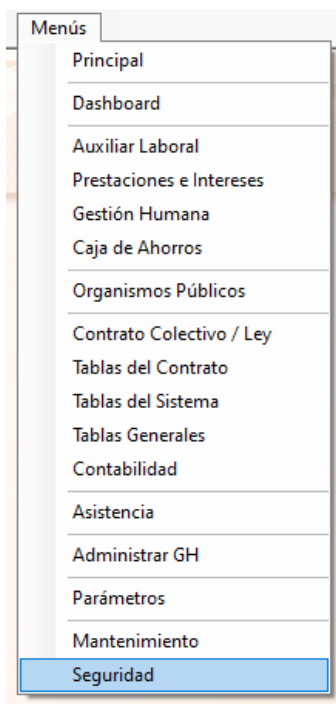 Menús
Principal
Dashboard
Auxiliar Laboral
Prestaciones e Intereses
Gestión Humana
Caja de Ahorros
Organismos Públicos
Contrato Colectivo / Ley
Tablas del Contrato
Tablas del Sistema
Tablas Generales
Contabilidad
Asistencia
Administrar GH
Parámetros
Mantenimiento
Seguridad